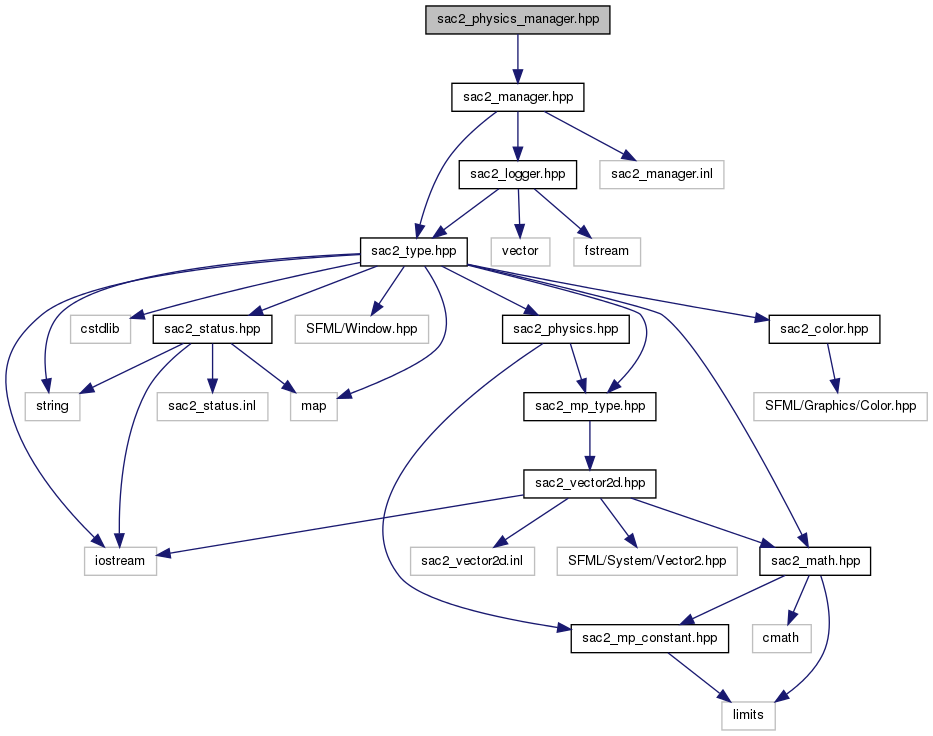 sac2_physics_manager.hpp
sac2_manager.hpp
sac2_logger.hpp
sac2_manager.inl
sac2_type.hpp
vector
fstream
cstdlib
sac2_status.hpp
SFML/Window.hpp
sac2_physics.hpp
sac2_color.hpp
string
sac2_status.inl
map
sac2_mp_type.hpp
SFML/Graphics/Color.hpp
sac2_vector2d.hpp
iostream
sac2_vector2d.inl
SFML/System/Vector2.hpp
sac2_math.hpp
sac2_mp_constant.hpp
cmath
limits